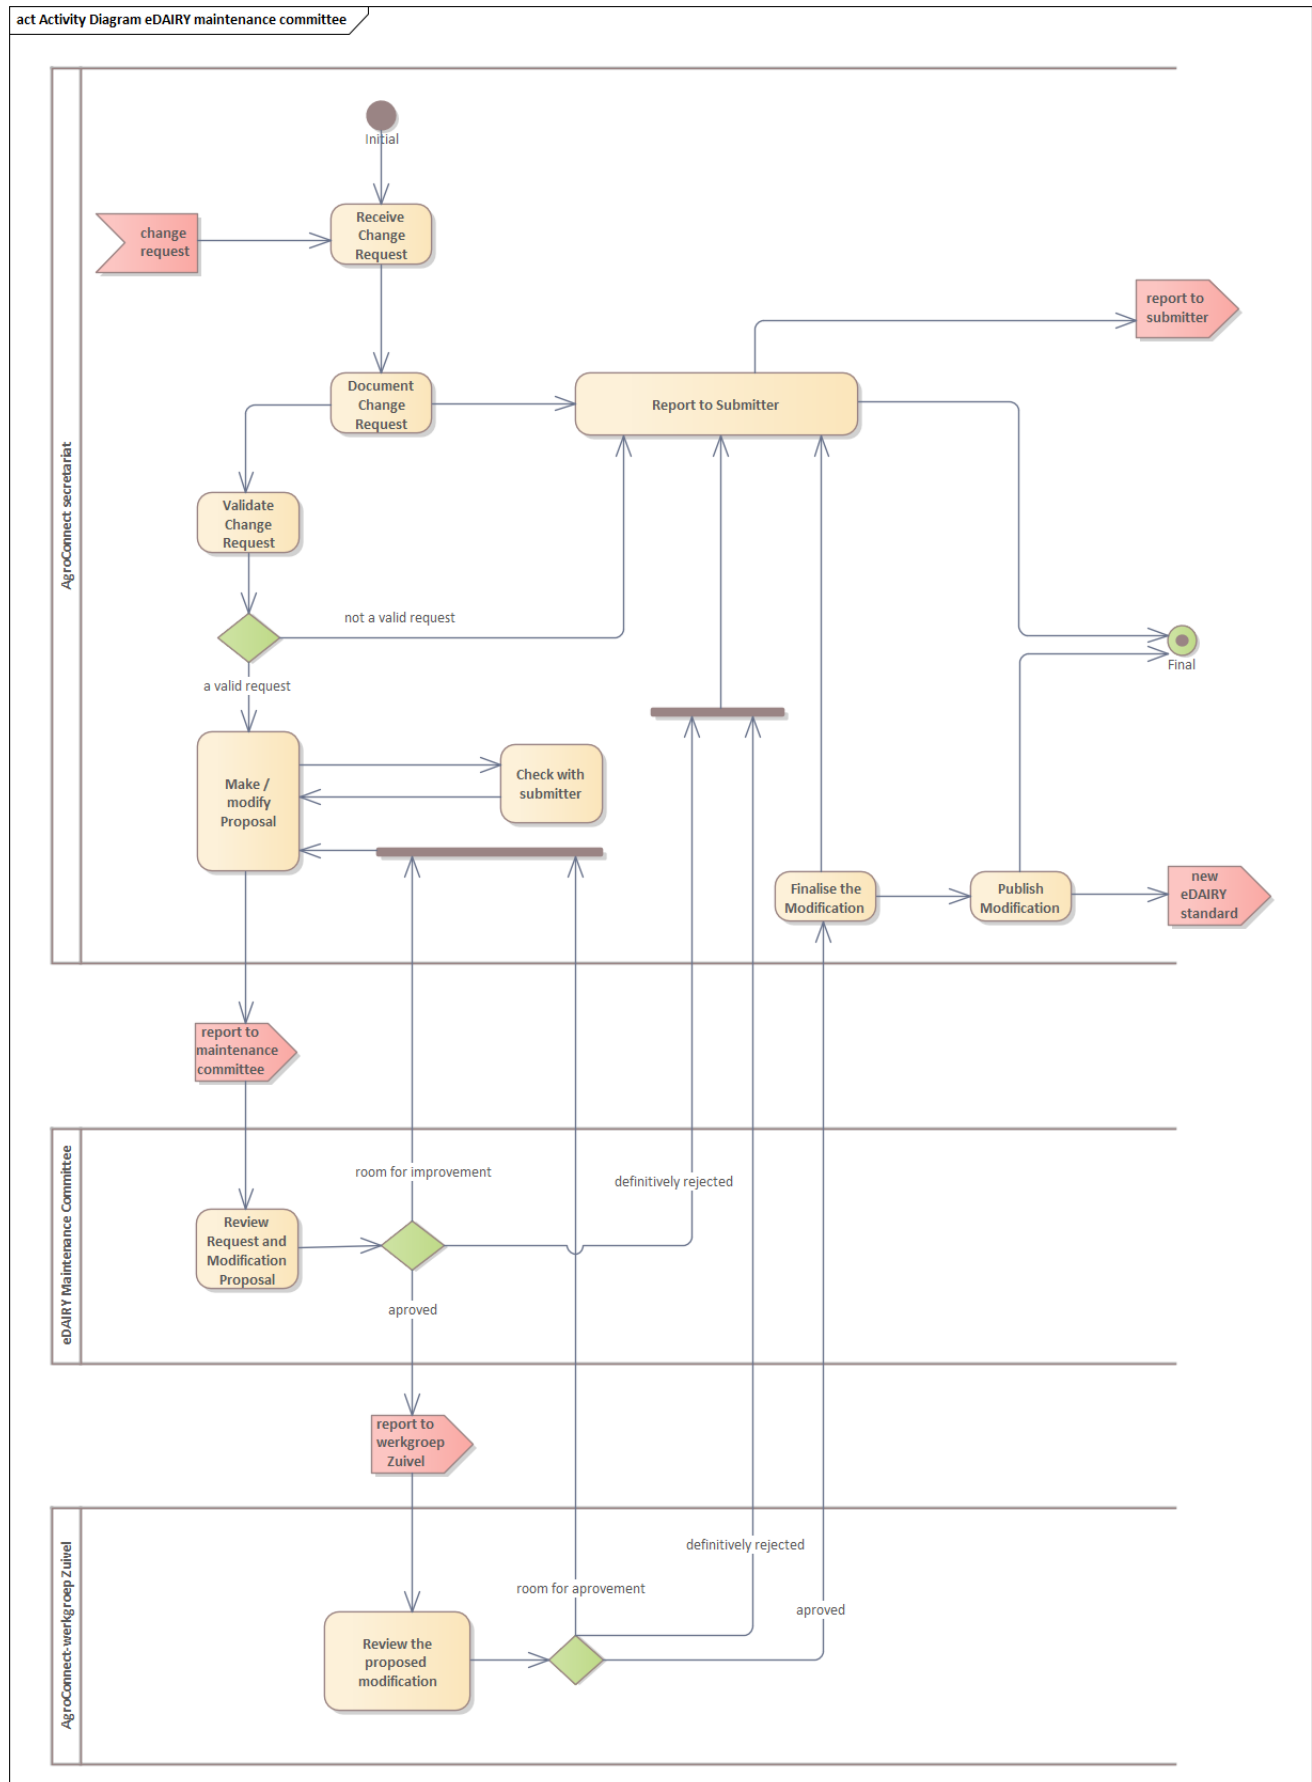 act Activity Diagram eDAIRY maintenance committee
AgroConnect secretariat
Initial
change
request
Receive
Change
Request
report to
submitter
Document
Change
Request
Report to Submitter
Validate
Change
Request
not a valid request
a valid request
Final
Make /
modify
Proposal
Check with
submitter
Finalise the
Modification
Publish
Modification
new
eDAIRY
standard
report to
maintenance
committee
eDAIRY Maintenance Committee
room for improvement
definitively rejected
Review
Request and
Modification
Proposal
aproved
report to
werkgroep
Zuivel
AgroConnect-werkgroep Zuivel
definitively rejected
room for aprovement
aproved
Review the
proposed
modification